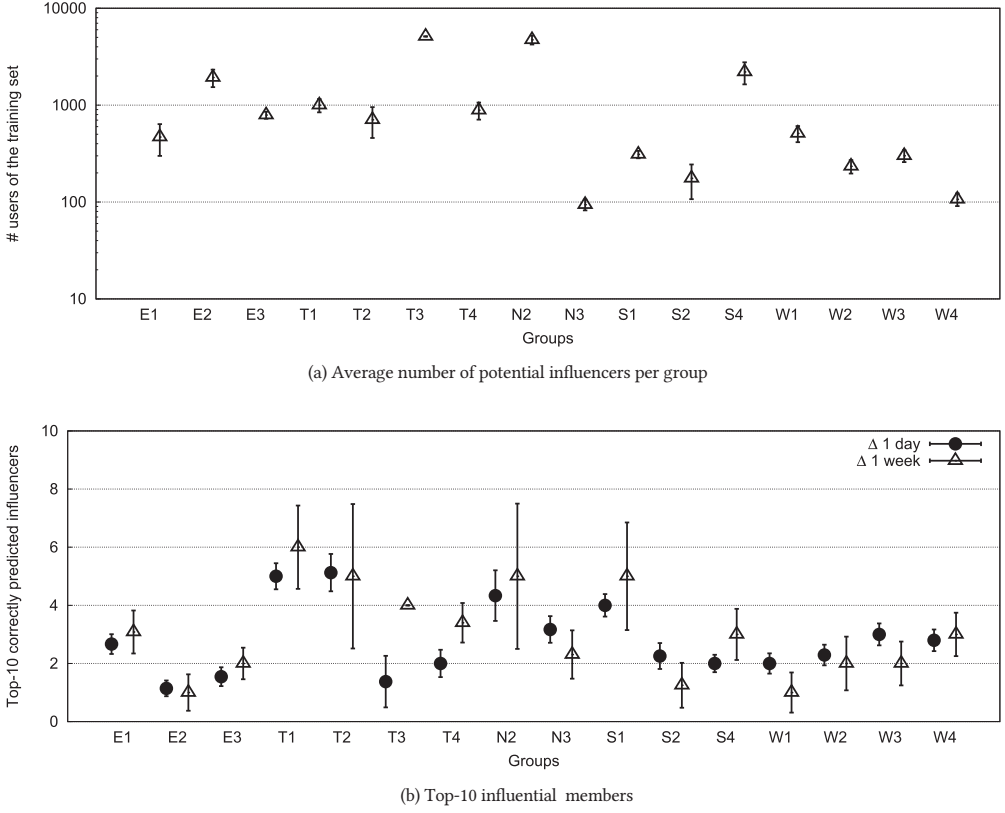 10000
1000
100
10
# users of the training set
E1 E2 E3 T1 T2 T3 T4 N2 N3 S1 S2 S4 W1 W2 W3 W4
Groups
(a) Average number of potential influencers per group
10
8
6
4
2
0
Top-10 correctly predicted influencers
Δ 1 day
Δ 1 week
E1 E2 E3 T1 T2 T3 T4 N2 N3 S1 S2 S4 W1 W2 W3 W4
Groups
(b) Top-10 influential members